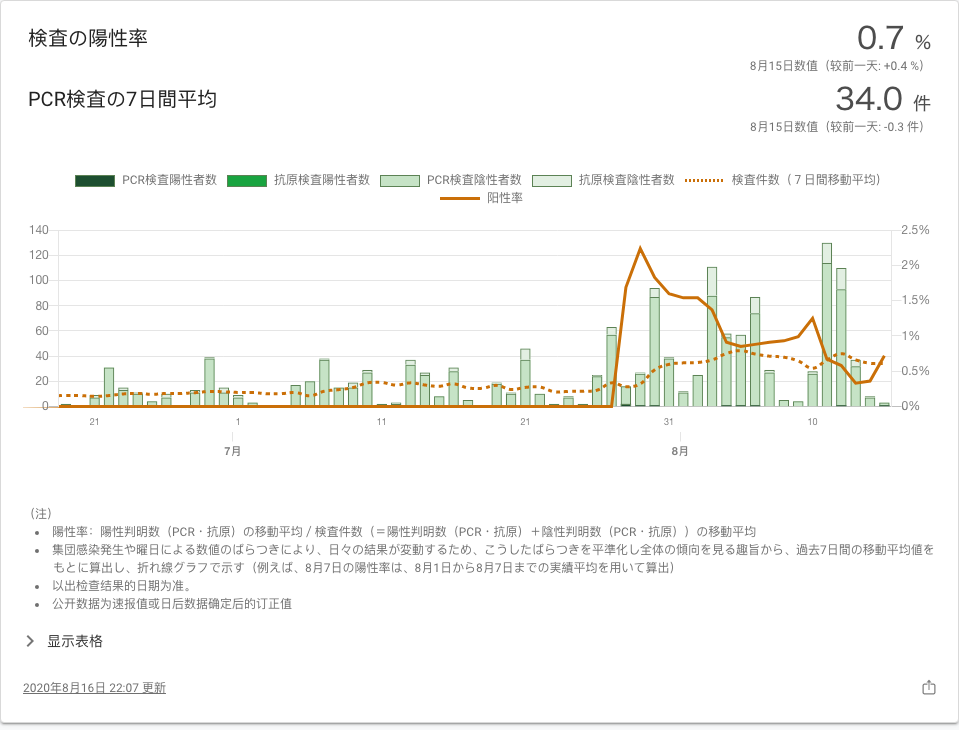 検査の陽性率
0.7 %
8月15日数值（较前一天: +0.4 %）
PCR検査の7日間平均
34.0 件
8月15日数值（较前一天: -0.3 件）
PCR検査陽性者数 抗原検査陽性者数 PCR検査陰性者数 抗原検査陰性者数 検査件数（７日間移動平均）
阳性率
140 2.5%
120 2%
100
80 1.5%
60 1%
40
20 0.5%
0 0%
21 1 11 21 31 10
7月 8月
（注）
• 陽性率：陽性判明数（PCR・抗原）の移動平均 / 検査件数（＝陽性判明数（PCR・抗原）＋陰性判明数（PCR・抗原））の移動平均
• 集団感染発生や曜日による数値のばらつきにより、日々の結果が変動するため、こうしたばらつきを平準化し全体の傾向を見る趣旨から、過去7日間の移動平均値を
もとに算出し、折れ線グラフで示す（例えば、8月7日の陽性率は、8月1日から8月7日までの実績平均を用いて算出）
• 以出检查结果的日期为准。
• 公开数据为速报值或日后数据确定后的订正值
显示表格
2020年8月16日 22:07 更新